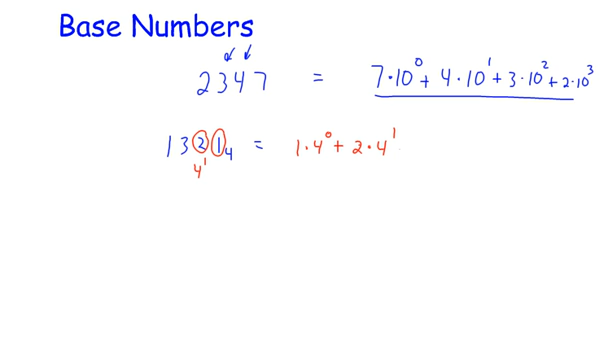 Base Numbers
2347 = 7·10⁰ + 4·10¹ + 3·10² + 2·10³
1321₄ = 1·4⁰ + 2·4¹
4¹